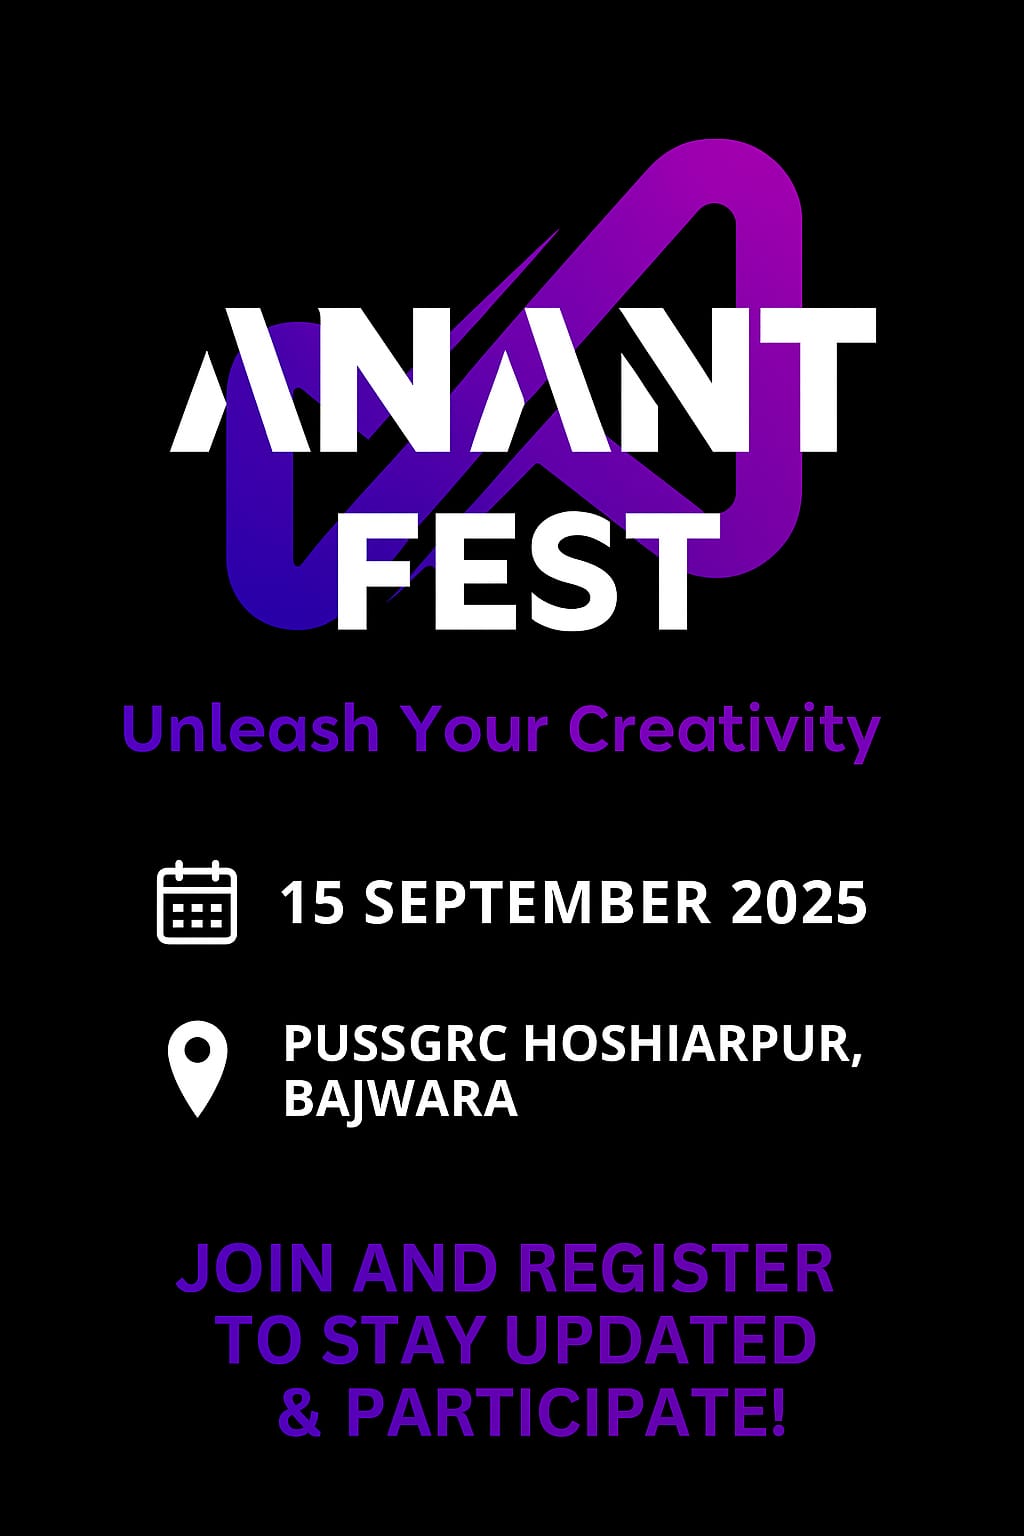 ANANT
FEST
Unleash Your Creativity
15 SEPTEMBER 2025
PUSSGRC HOSHIARPUR,
BAJWARA
JOIN AND REGISTER
TO STAY UPDATED
& PARTICIPATE!